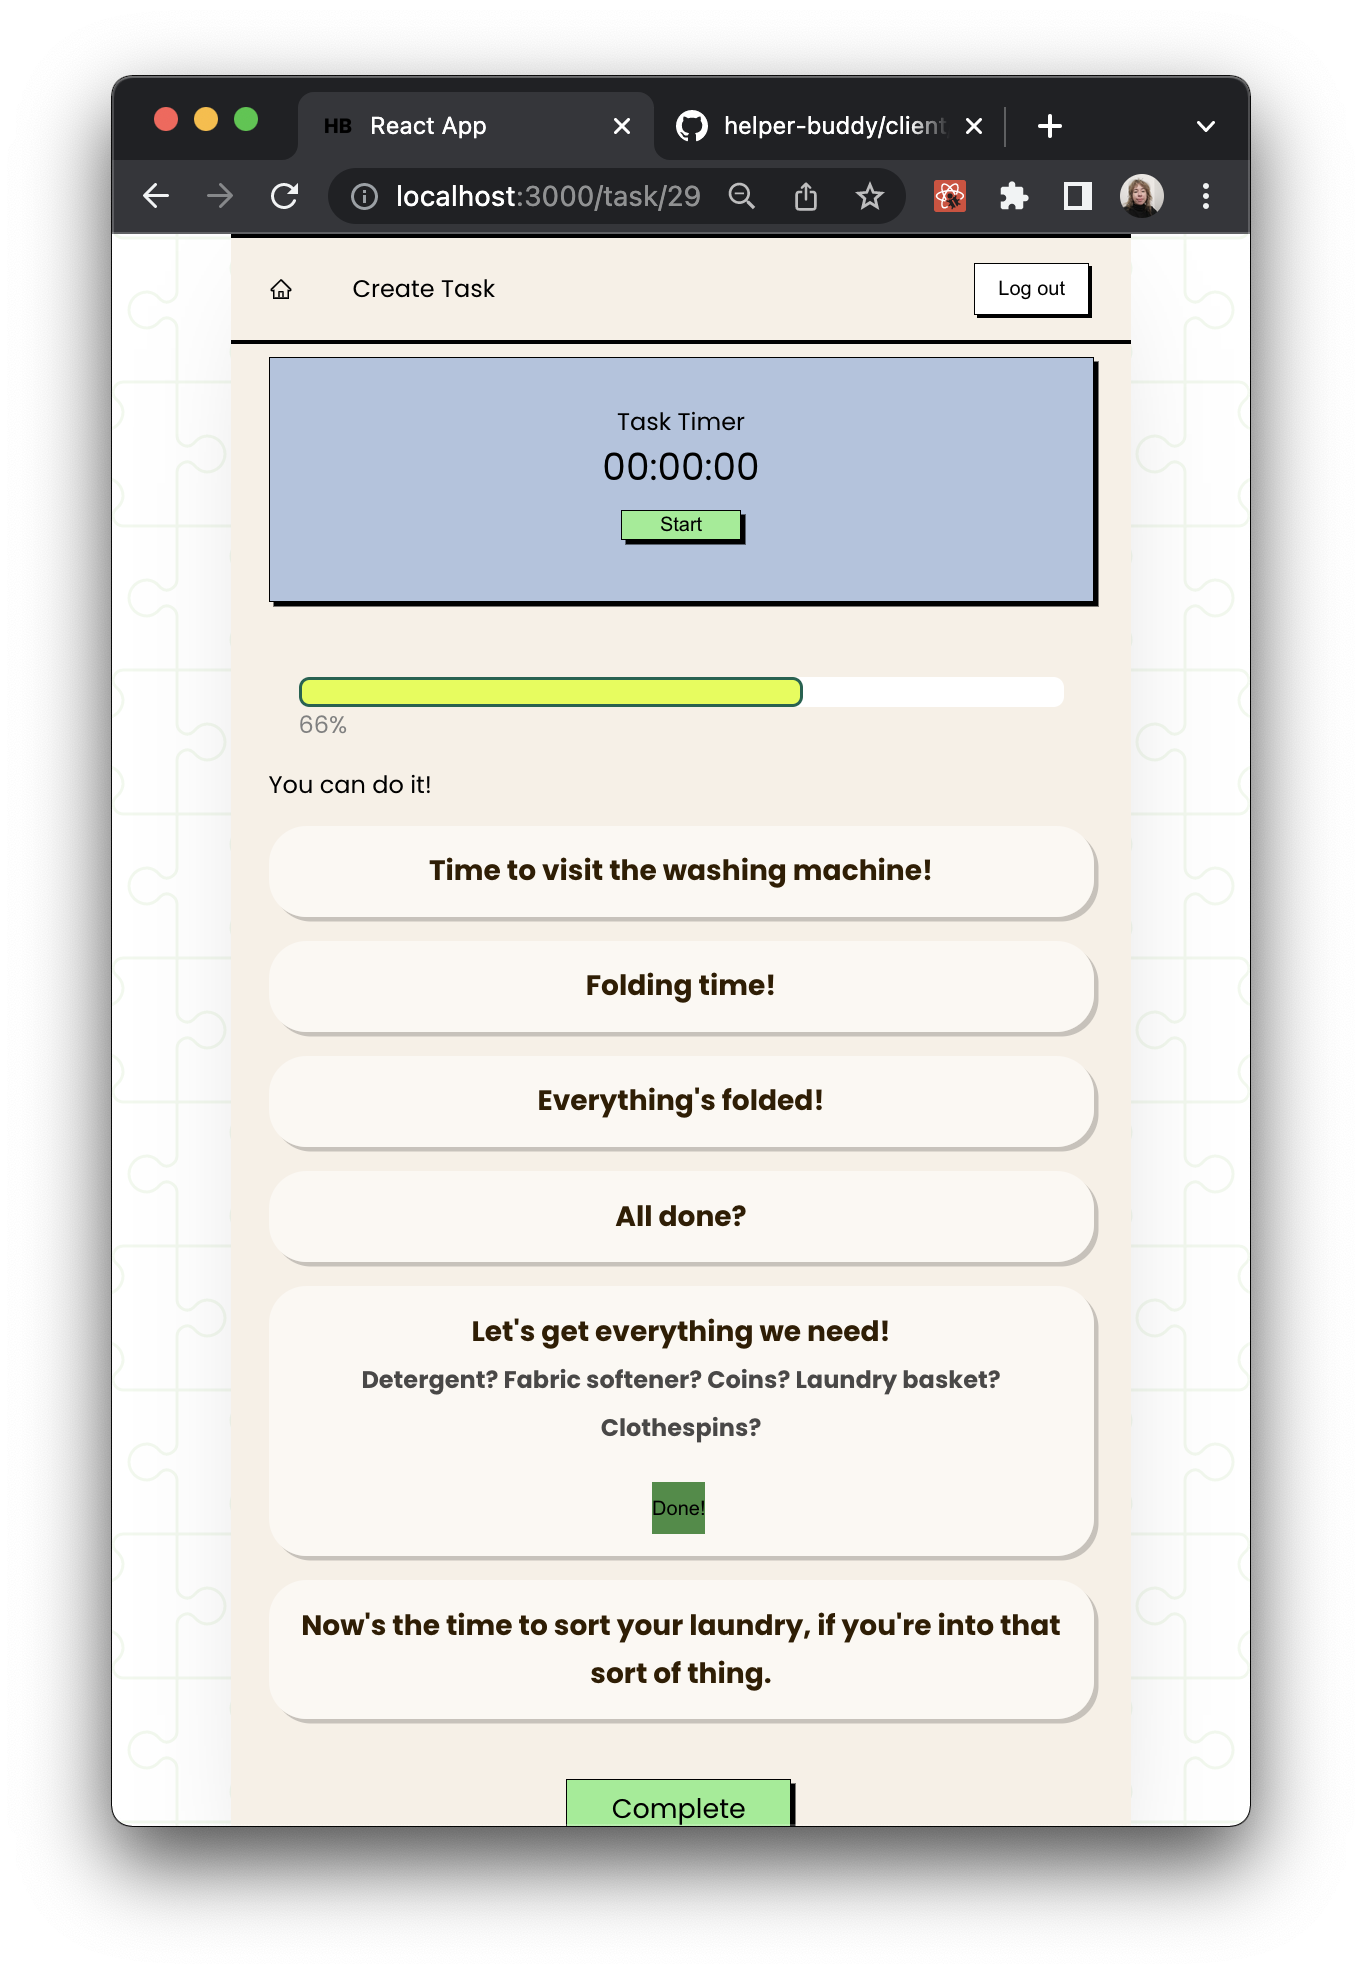 HB React App
helper-buddy/client
localhost:3000/task/29
Create Task
Log out
Task Timer
00:00:00
Start
66%
You can do it!
Time to visit the washing machine!
Folding time!
Everything's folded!
All done?
Let's get everything we need!
Detergent? Fabric softener? Coins? Laundry basket?
Clothespins?
Done!
Now's the time to sort your laundry, if you're into that
sort of thing.
Complete